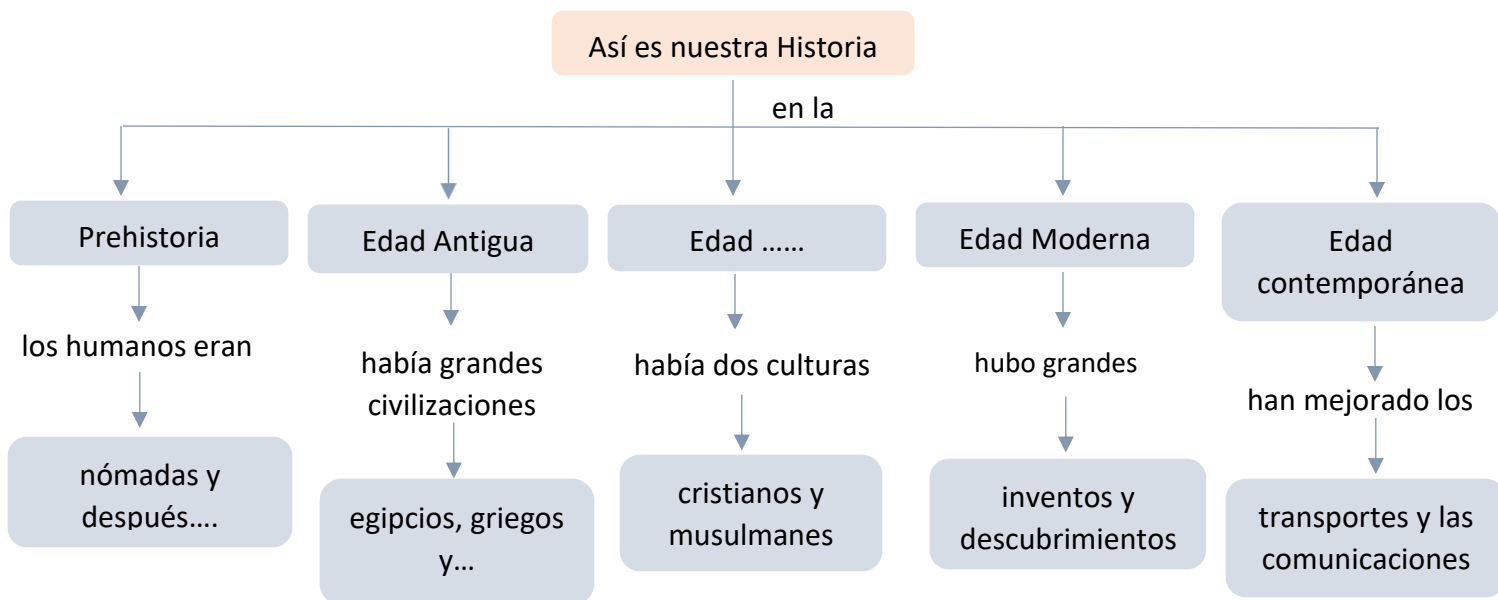 Así es nuestra Historia
en la
Prehistoria
Edad Antigua
Edad ……
Edad Moderna
Edad
contemporánea
los humanos eran
había grandes
civilizaciones
había dos culturas
hubo grandes
han mejorado los
nómadas y
después….
egipcios, griegos
y…
cristianos y
musulmanes
inventos y
descubrimientos
transportes y las
comunicaciones